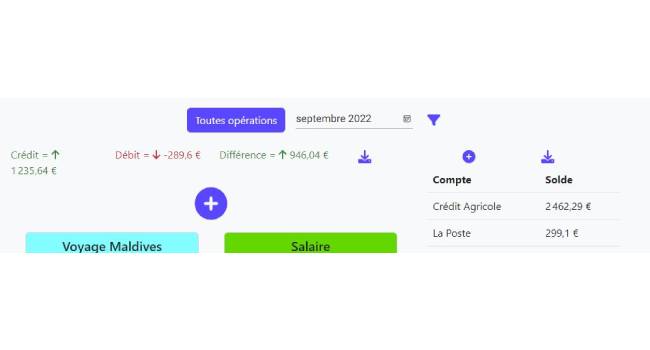 Toutes opérations
septembre 2022
Crédit = ↑ 1 235,64 €
Débit = ↓ -289,6 €
Différence = ↑ 946,04 €
Compte Solde
Crédit Agricole 2 462,29 €
La Poste 299,1 €
Voyage Maldives
Salaire